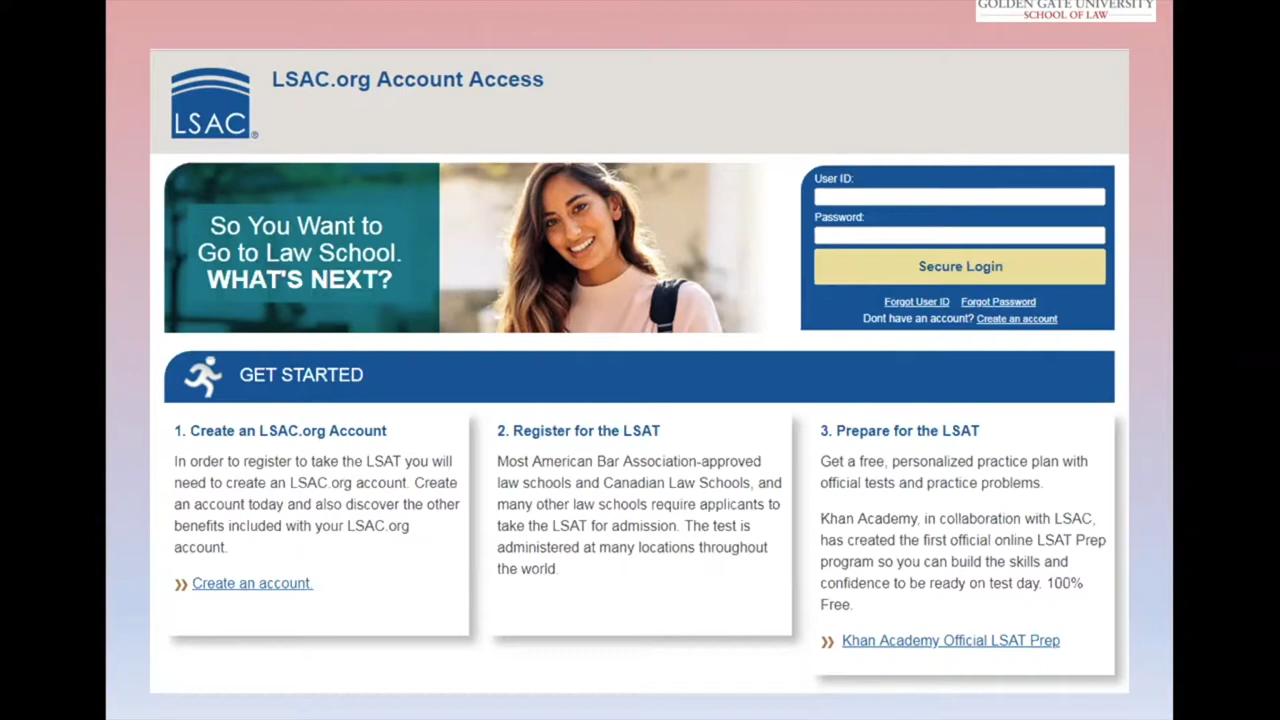 GOLDEN GATE UNIVERSITY
SCHOOL OF LAW
LSAC.org Account Access
LSAC®
So You Want to
Go to Law School.
WHAT'S NEXT?
User ID:
Password:
Secure Login
Forgot User ID Forgot Password
Dont have an account? Create an account
GET STARTED
1. Create an LSAC.org Account
In order to register to take the LSAT you will
need to create an LSAC.org account. Create
an account today and also discover the other
benefits included with your LSAC.org
account.
Create an account.
2. Register for the LSAT
Most American Bar Association-approved
law schools and Canadian Law Schools, and
many other law schools require applicants to
take the LSAT for admission. The test is
administered at many locations throughout
the world.
3. Prepare for the LSAT
Get a free, personalized practice plan with
official tests and practice problems.
Khan Academy, in collaboration with LSAC,
has created the first official online LSAT Prep
program so you can build the skills and
confidence to be ready on test day. 100%
Free.
Khan Academy Official LSAT Prep